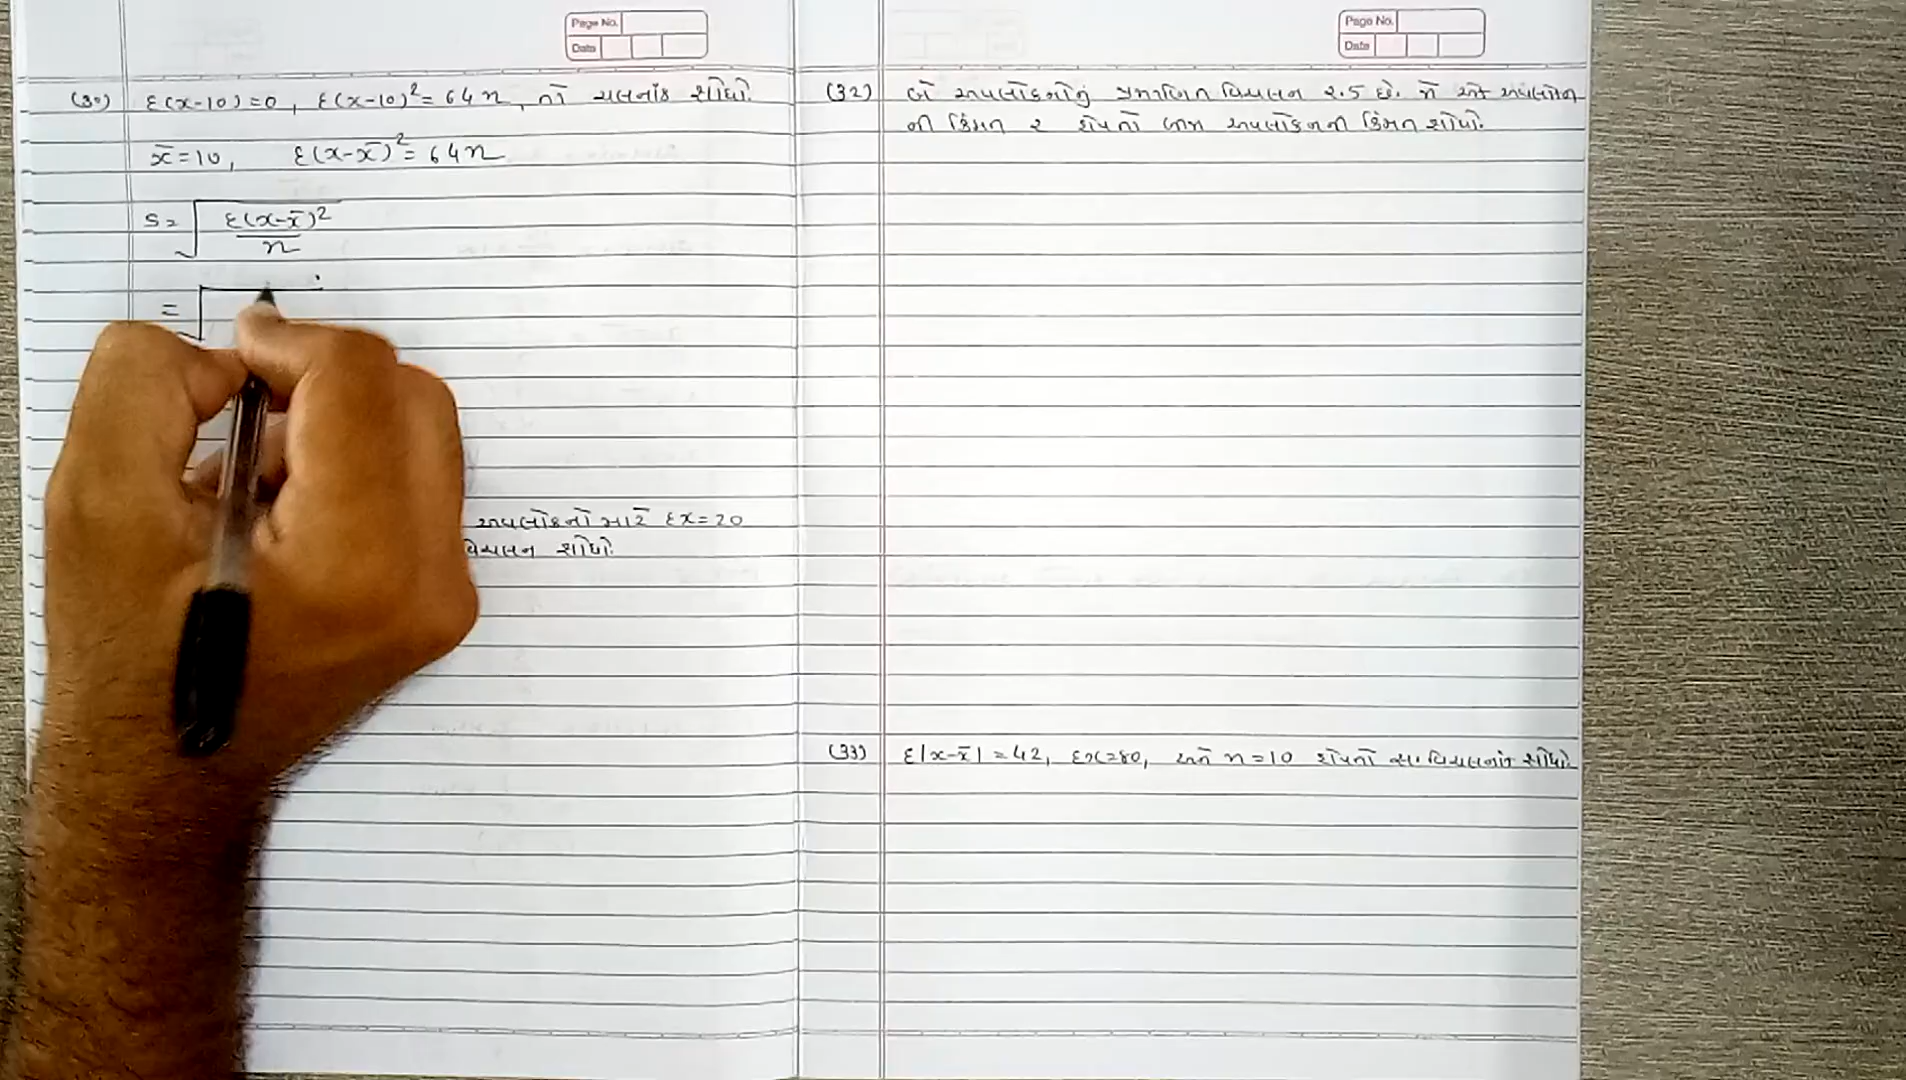 Page No.
Date
(30) Σ(x-10)=0, Σ(x-10)²=64n, તો ચલનાંક શોધો.
x̄=10, Σ(x-x̄)²=64n
S=√(Σ(x-x̄)²/n)
=√
અવલોકનો માટે Σx=20
વિચલન શોધો.
Page No.
Date
(32) બે અવલોકનોનું પ્રમાણિત વિચલન 2.5 છે. જો એક અવલોકન
ની કિંમત 2 હોય તો અન્ય અવલોકનની કિંમત શોધો.
(33) Σ|x-x̄|=42, Σx=80, અને n=10 હોય તો સ. વિચલનાંક શોધો.